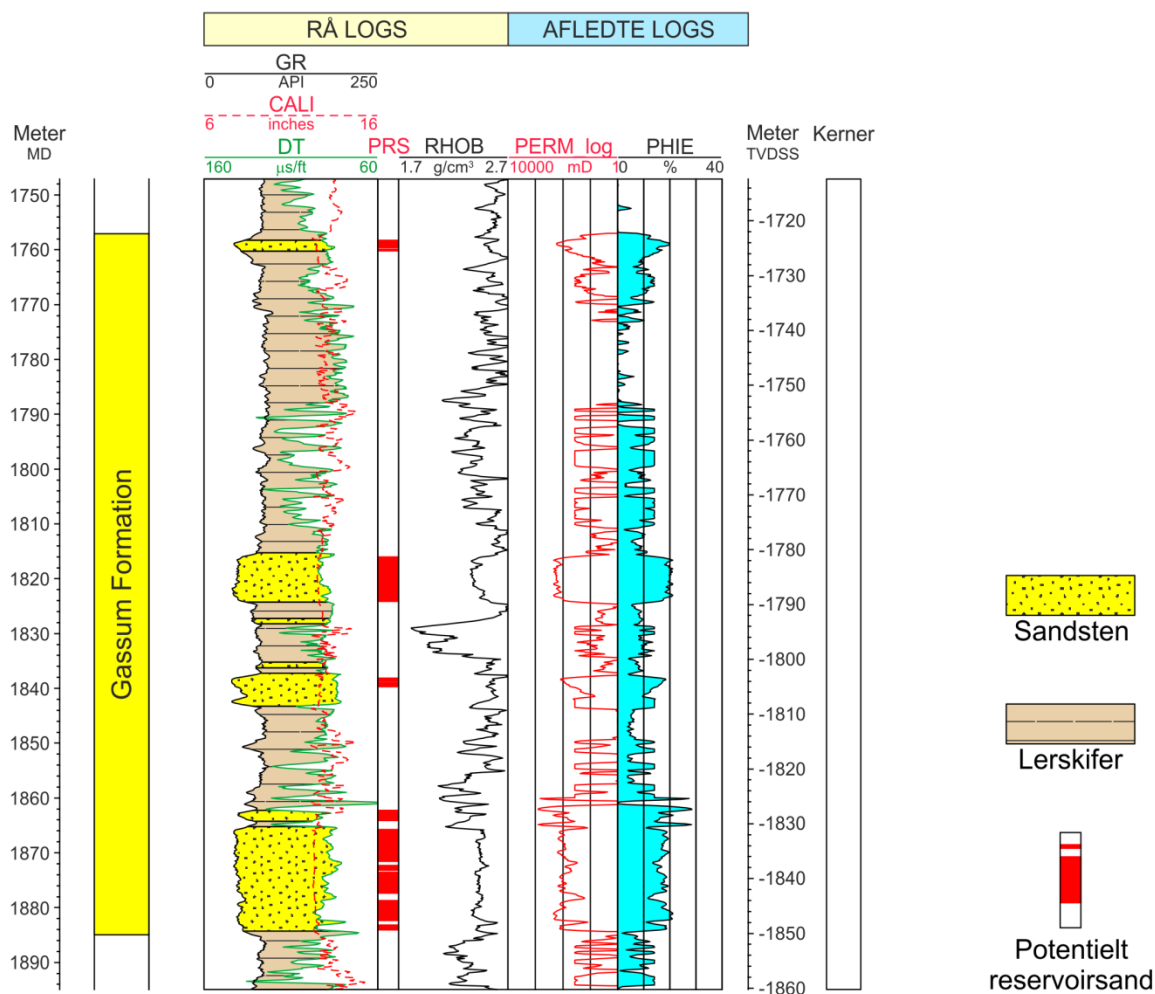 RÅ LOGS
AFLEDTE LOGS
GR
0 API 250
CALI
6 inches 16
Meter
MD
DT
160 µs/ft 60
PRS
RHOB
1.7 g/cm³ 2.7
PERM_log
10000 mD 1
PHIE
0 % 40
Meter
TVDSS
Kerner
1750
1760
1770
1780
1790
1800
1810
1820
1830
1840
1850
1860
1870
1880
1890
Gassum Formation
-1720
-1730
-1740
-1750
-1760
-1770
-1780
-1790
-1800
-1810
-1820
-1830
-1840
-1850
-1860
Sandsten
Lerskifer
Potentielt
reservoirsand